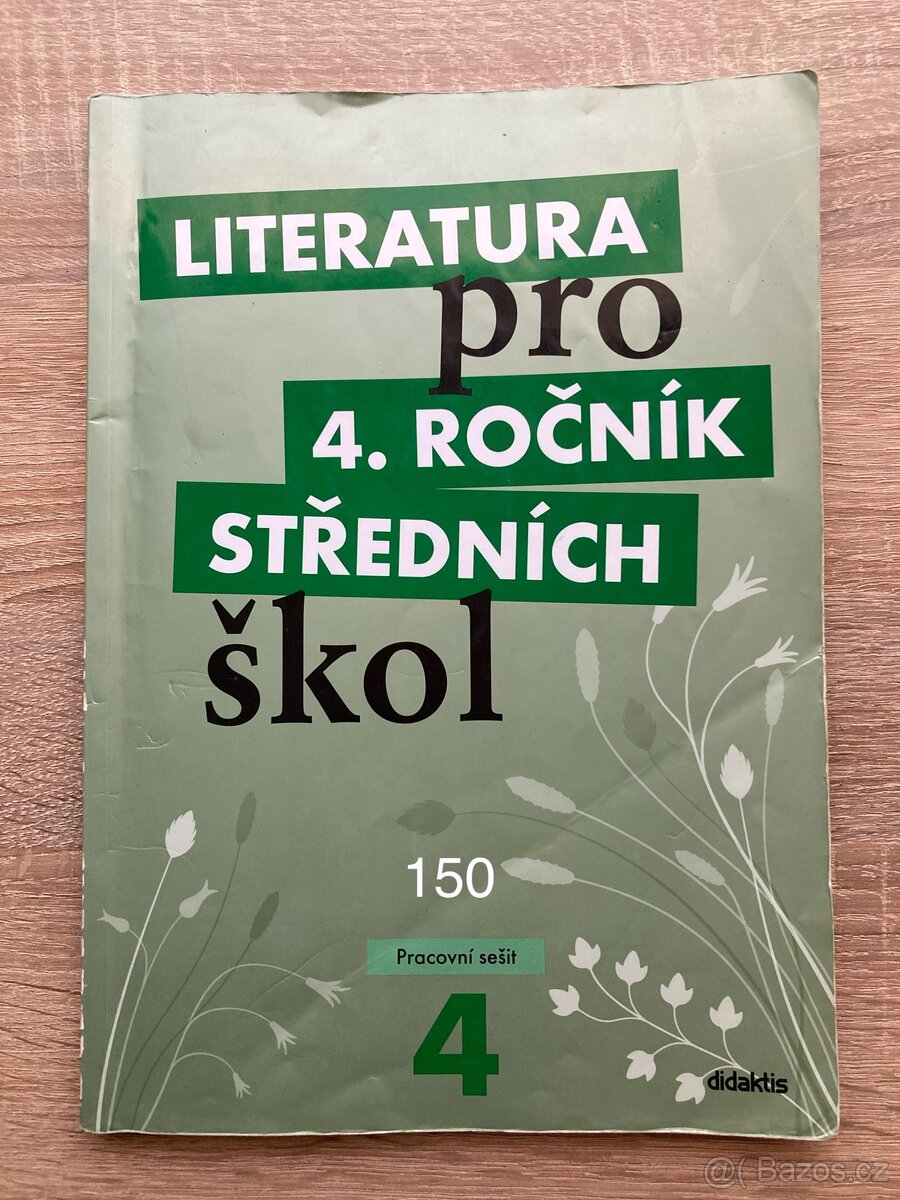 LITERATURA
pro
4. ROČNÍK
STŘEDNÍCH
škol
150
Pracovní sešit
4
didaktis
@( Bazos.cz